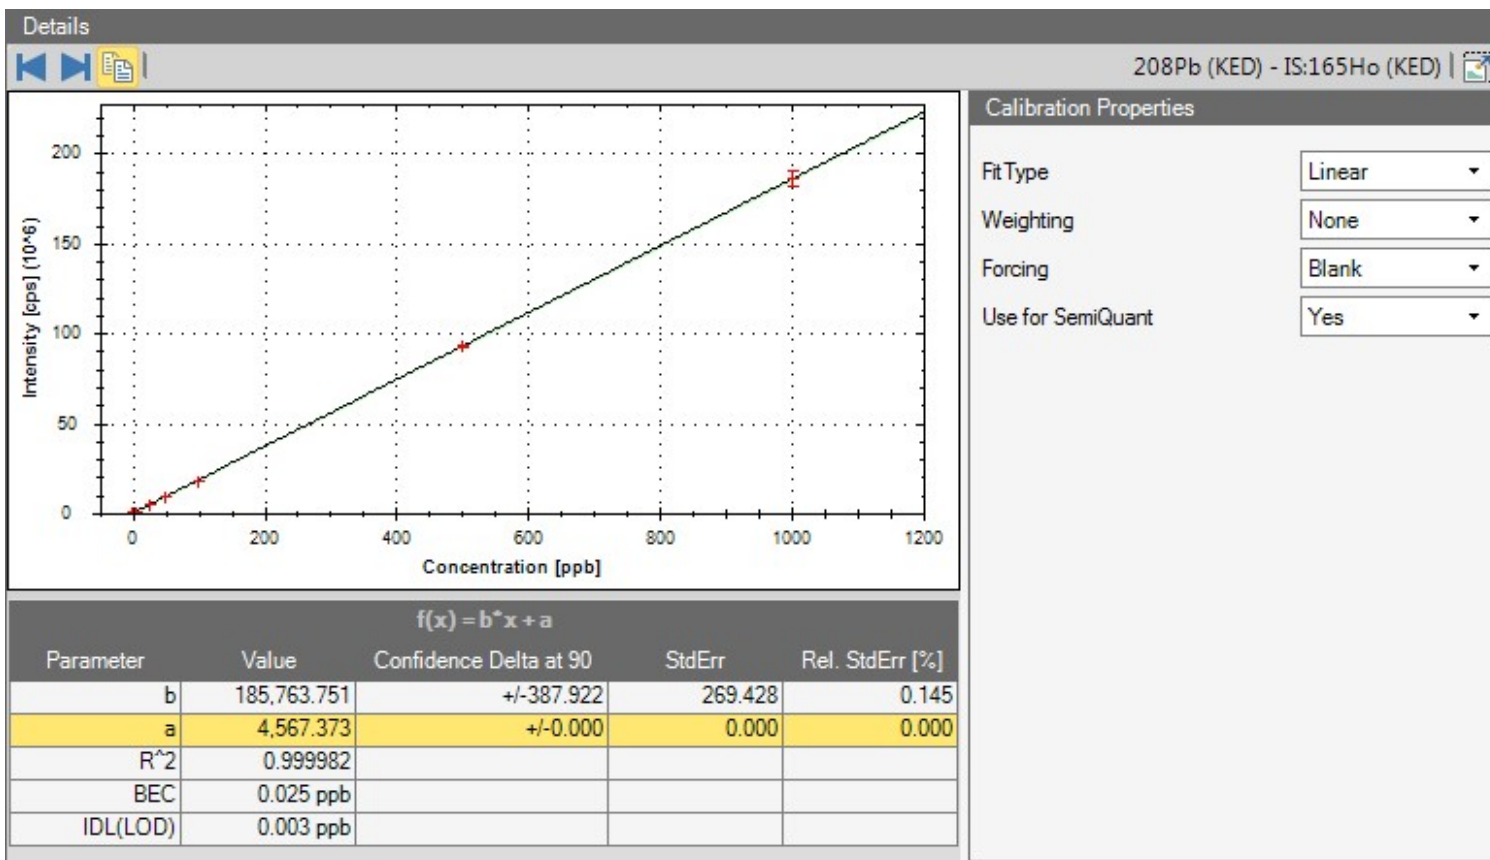 Details
208Pb (KED) - IS:165Ho (KED)
Intensity [cps] (10^6)
200
150
100
50
0
0 200 400 600 800 1000 1200
Concentration [ppb]
Calibration Properties
Fit Type Linear
Weighting None
Forcing Blank
Use for SemiQuant Yes
f(x) = b*x + a
Parameter Value Confidence Delta at 90 StdErr Rel. StdErr [%]
b 185,763.751 +/-387.922 269.428 0.145
a 4,567.373 +/-0.000 0.000 0.000
R^2 0.999982
BEC 0.025 ppb
IDL(LOD) 0.003 ppb